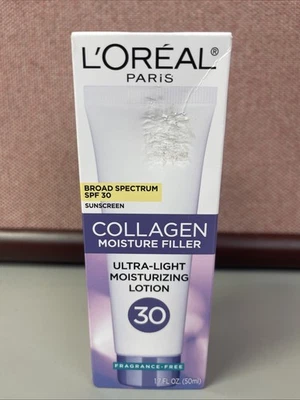 L'ORÉAL®
PARIS
BROAD SPECTRUM
SPF 30
SUNSCREEN
COLLAGEN
MOISTURE FILLER
ULTRA-LIGHT
MOISTURIZING
LOTION
30
FRAGRANCE-FREE
1.7 FL. OZ. (50ml)